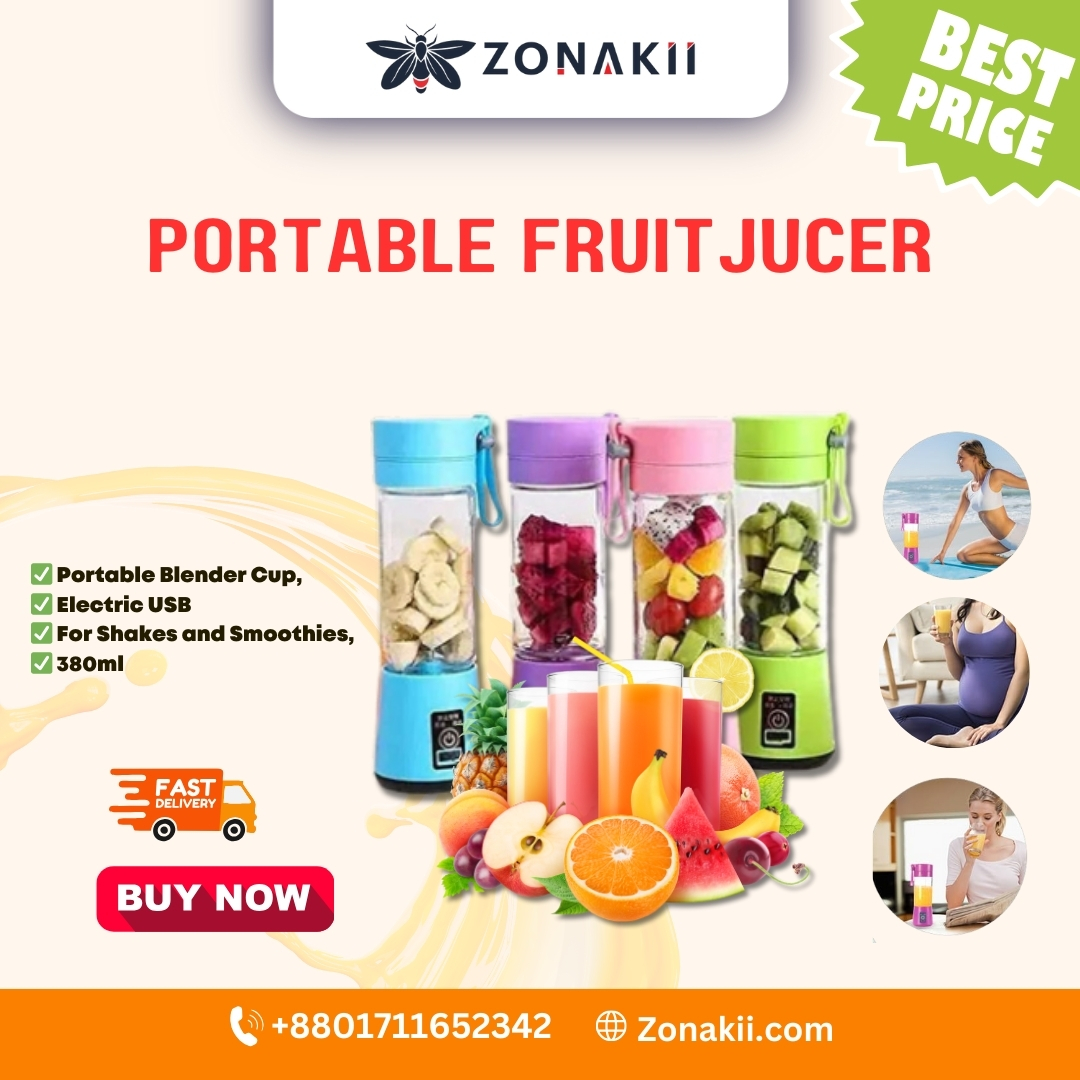 ZONAKII
BEST
PRICE
PORTABLE FRUITJUCER
✅ Portable Blender Cup,
✅ Electric USB
✅ For Shakes and Smoothies,
✅ 380ml
FAST
DELIVERY
BUY NOW
+8801711652342
Zonakii.com